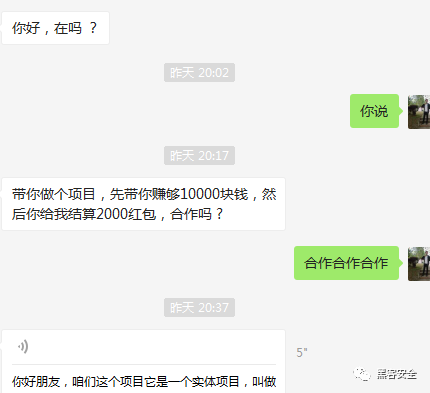 你好，在吗 ？
昨天 20:02
你说
昨天 20:17
带你做个项目，先带你赚够10000块钱，然
后你给我结算2000红包，合作吗？
合作合作合作
昨天 20:37
5"
你好朋友，咱们这个项目它是一个实体项目，叫做
黑客安全